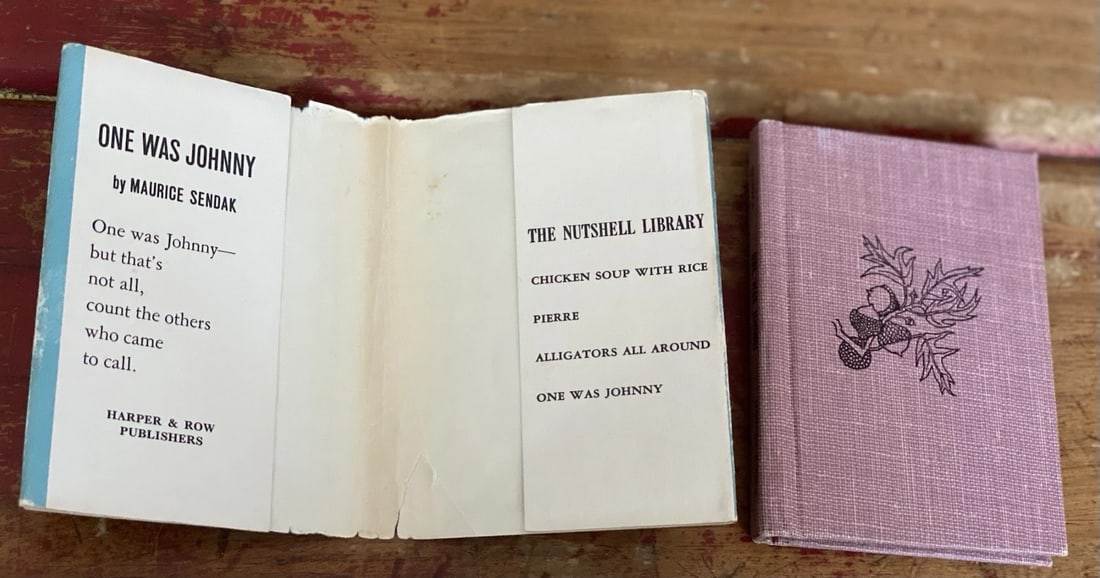 ONE WAS JOHNNY
by MAURICE SENDAK
One was Johnny—
but that's
not all,
count the others
who came
to call.
HARPER & ROW
PUBLISHERS
THE NUTSHELL LIBRARY
CHICKEN SOUP WITH RICE
PIERRE
ALLIGATORS ALL AROUND
ONE WAS JOHNNY